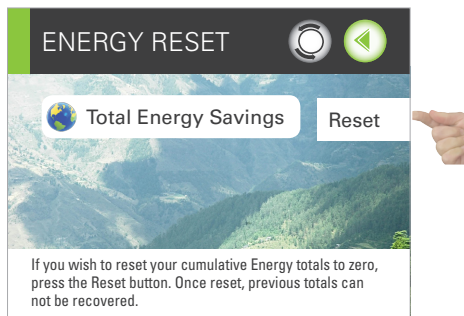 ENERGY RESET
Total Energy Savings
Reset
If you wish to reset your cumulative Energy totals to zero,
press the Reset button. Once reset, previous totals can
not be recovered.